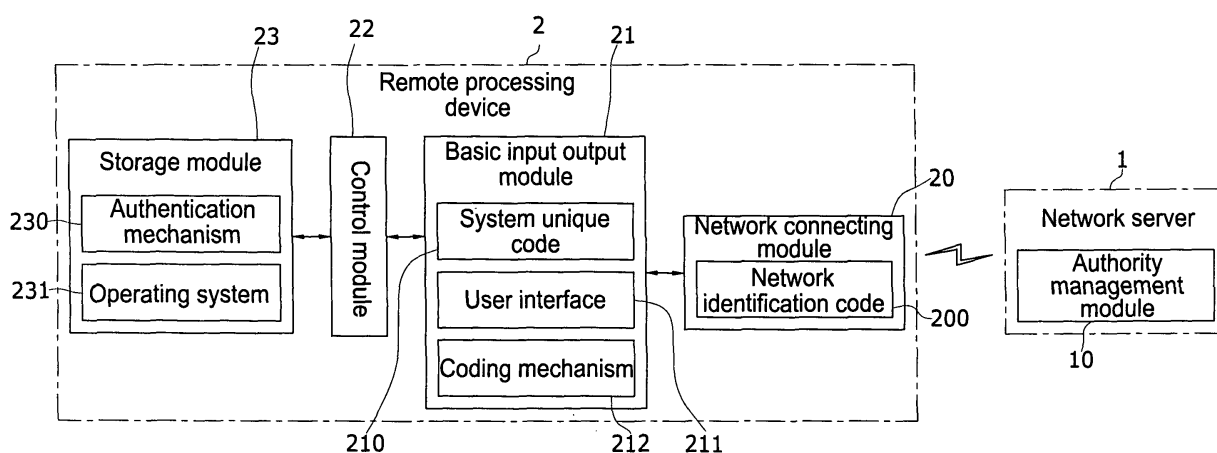 2
Remote processing
device
23
Storage module
230
Authentication
mechanism
231
Operating system
22
Control module
21
Basic input output
module
System unique
code
210
User interface
211
Coding mechanism
212
20
Network connecting
module
Network
identification code
200
1
Network server
Authority
management
module
10